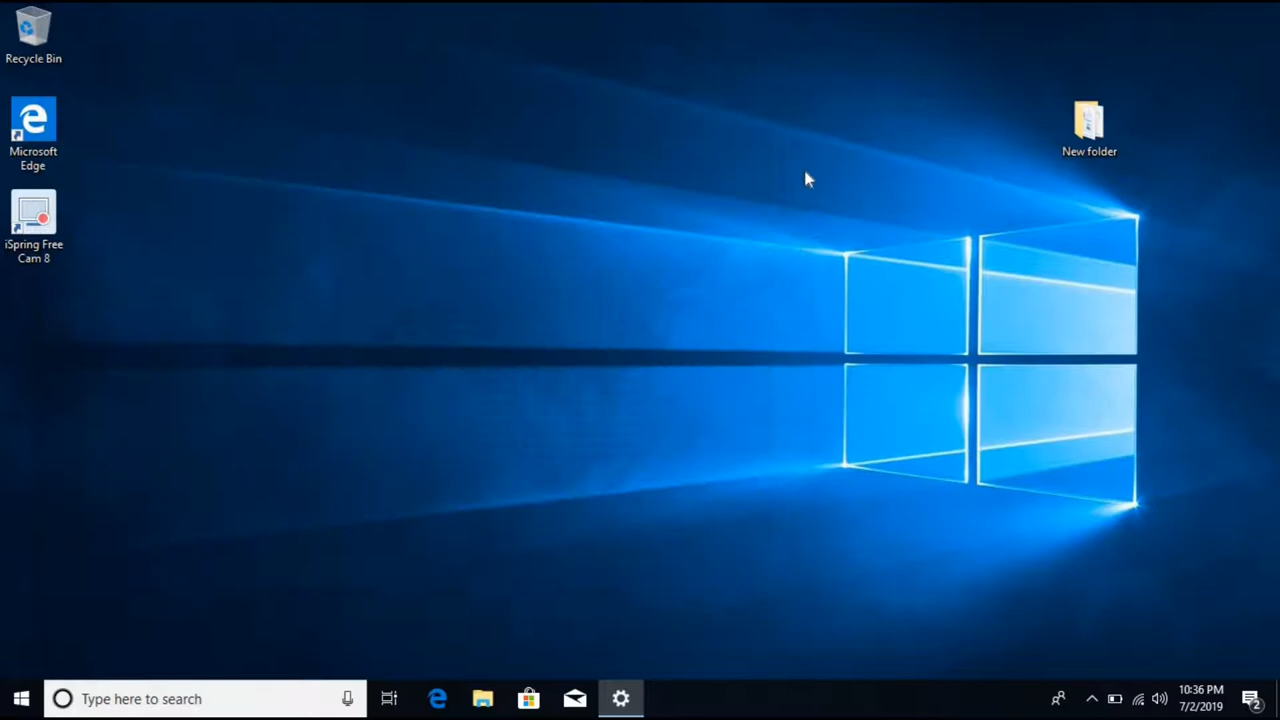 Recycle Bin
Microsoft
Edge
iSpring Free
Cam 8
New folder
Type here to search
10:36 PM
7/2/2019
2